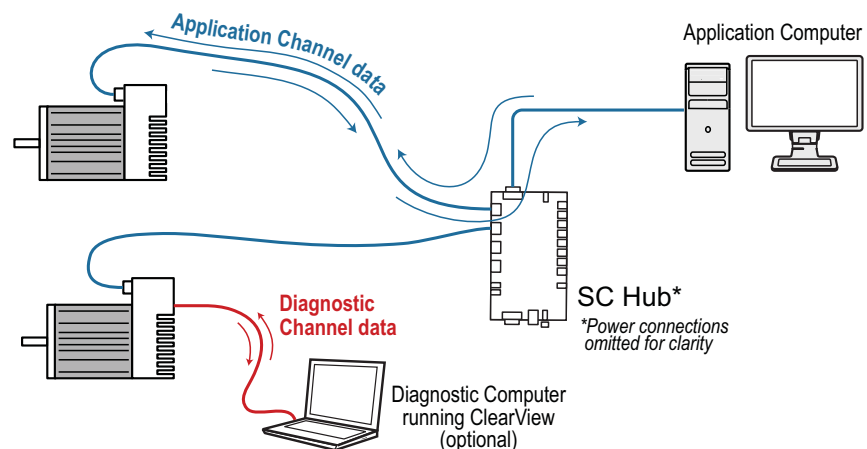 Application Channel data
Application Computer
SC Hub*
*Power connections
omitted for clarity
Diagnostic
Channel data
Diagnostic Computer
running ClearView
(optional)